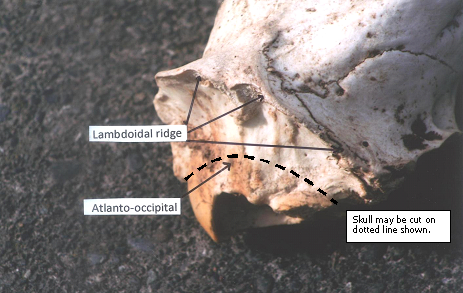 Lambdoidal ridge
Atlanto-occipital
Skull may be cut on
dotted line shown.